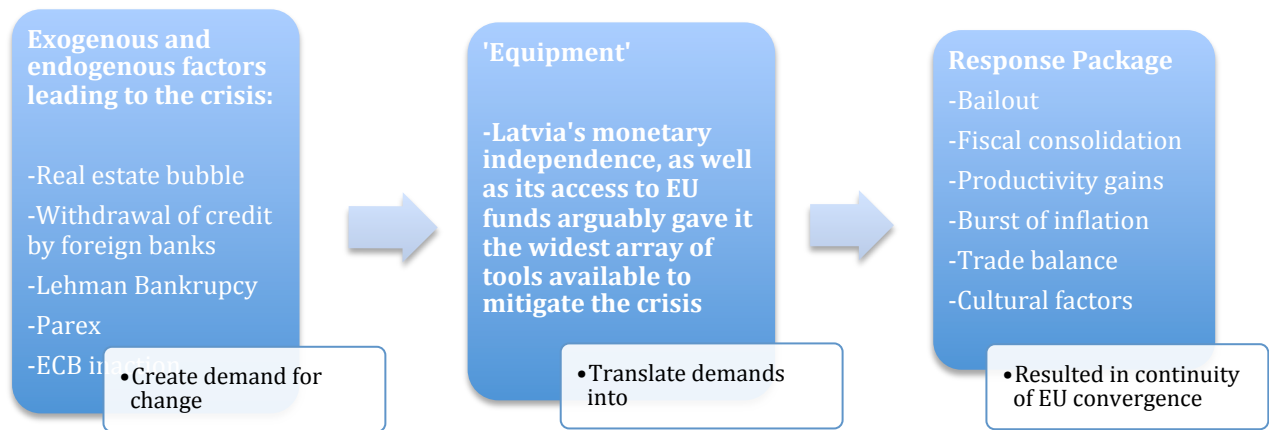 Exogenous and
endogenous factors
leading to the crisis:
-Real estate bubble
-Withdrawal of credit
by foreign banks
-Lehman Bankrupcy
-Parex
-ECB inaction
•Create demand for
change
'Equipment'
-Latvia's monetary
independence, as well
as its access to EU
funds arguably gave it
the widest array of
tools available to
mitigate the crisis
•Translate demands
into
Response Package
-Bailout
-Fiscal consolidation
-Productivity gains
-Burst of inflation
-Trade balance
-Cultural factors
•Resulted in continuity
of EU convergence